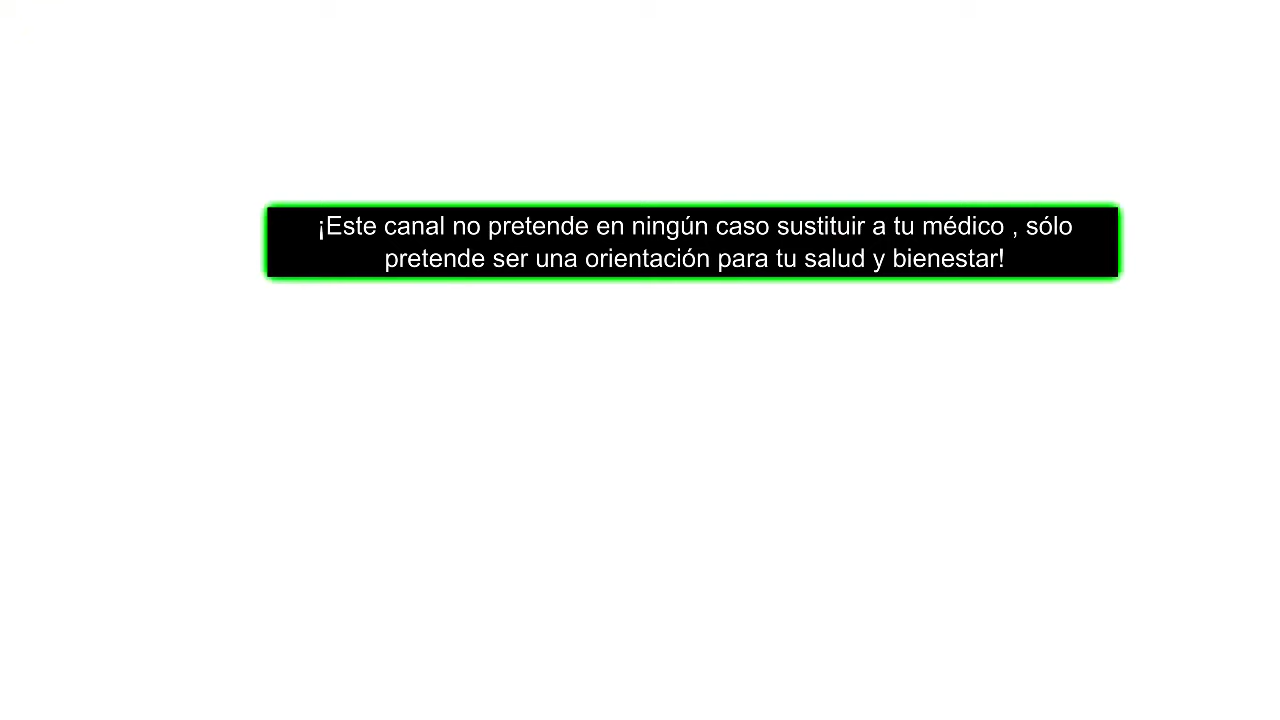 ¡Este canal no pretende en ningún caso sustituir a tu médico , sólo
pretende ser una orientación para tu salud y bienestar!